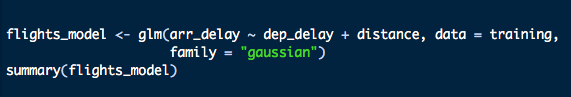 flights_model <- glm(arr_delay ~ dep_delay + distance, data = training,
family = "gaussian")
summary(flights_model)